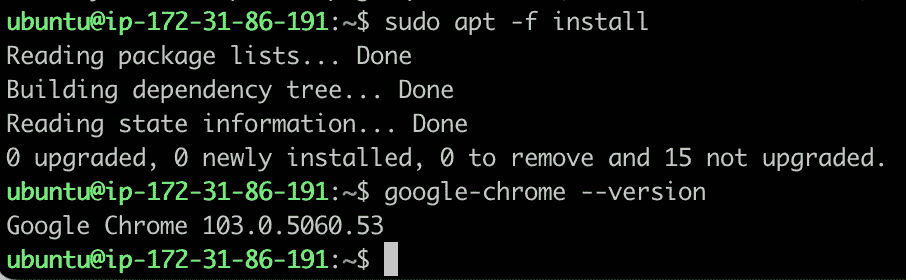 ubuntu@ip-172-31-86-191:~$ sudo apt -f install
Reading package lists... Done
Building dependency tree... Done
Reading state information... Done
0 upgraded, 0 newly installed, 0 to remove and 15 not upgraded.
ubuntu@ip-172-31-86-191:~$ google-chrome --version
Google Chrome 103.0.5060.53
ubuntu@ip-172-31-86-191:~$